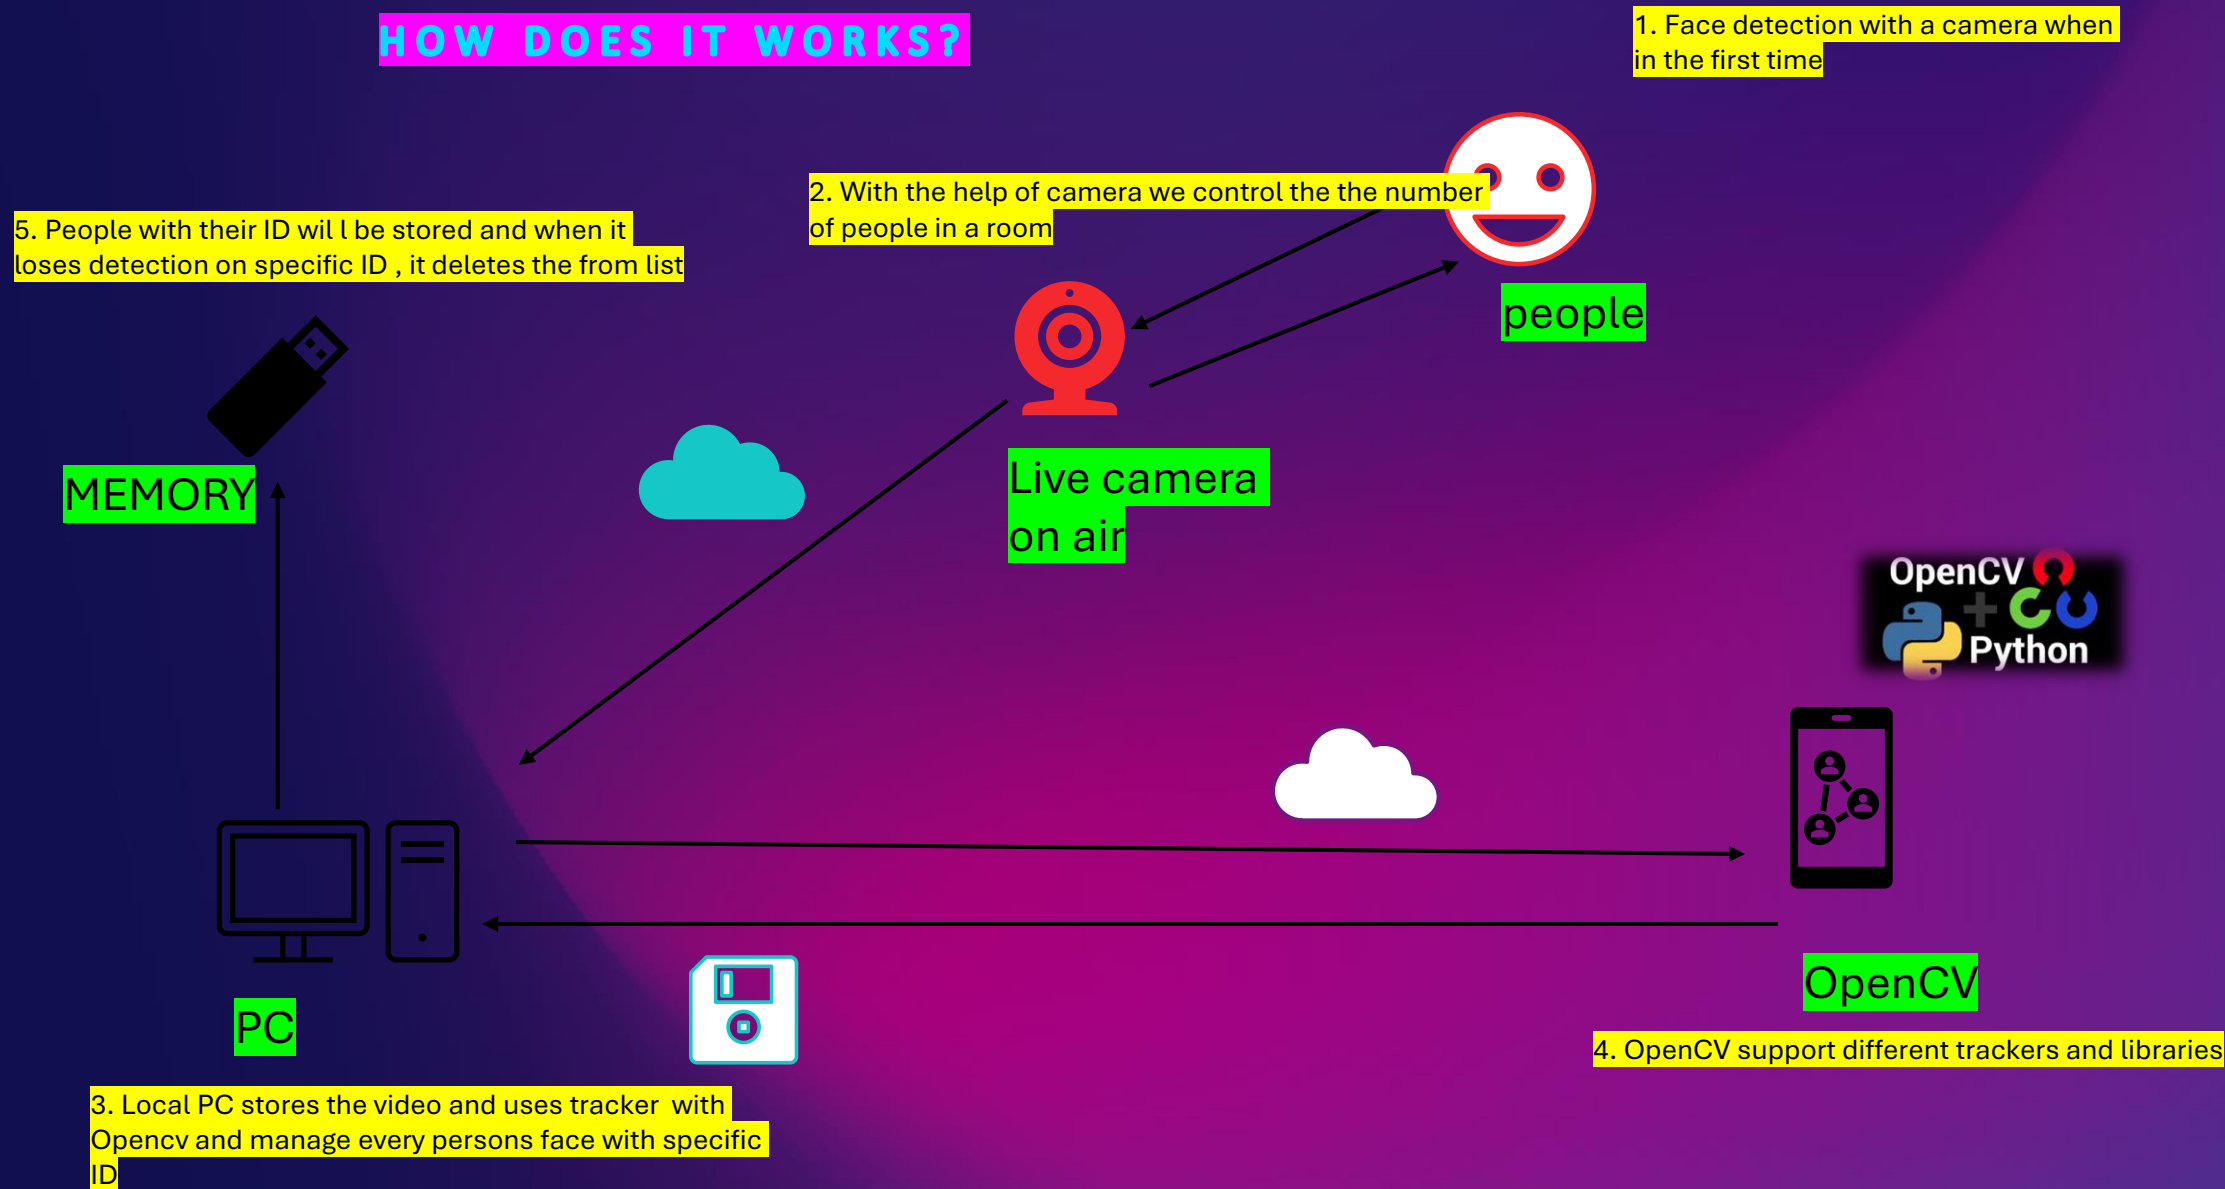 HOW DOES IT WORKS?
1. Face detection with a camera when
in the first time
2. With the help of camera we control the the number
of people in a room
5. People with their ID wil l be stored and when it
loses detection on specific ID , it deletes the from list
people
MEMORY
Live camera
on air
OpenCV
Python
OpenCV
PC
4. OpenCV support different trackers and libraries
3. Local PC stores the video and uses tracker  with
Opencv and manage every persons face with specific
ID